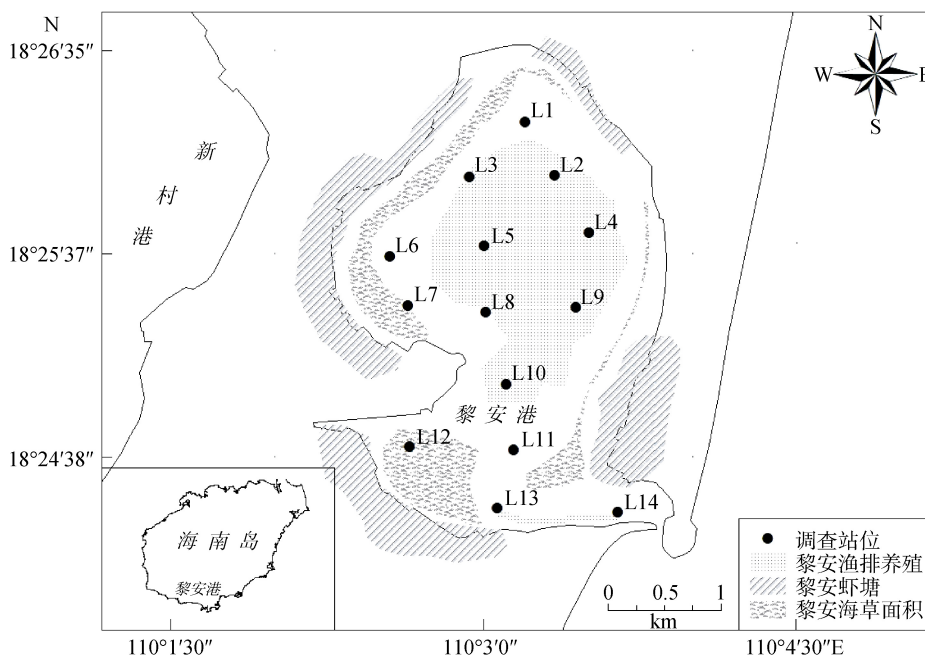 N
18°26′35″
18°25′37″
18°24′38″
N
W
E
S
新村港
L1
L2
L3
L4
L5
L6
L7
L8
L9
L10
黎安港
L11
L12
L13
L14
海南岛
黎安港
调查站位
黎安渔排养殖
黎安虾塘
黎安海草面积
0 0.5 1
km
110°1′30″
110°3′0″
110°4′30″E